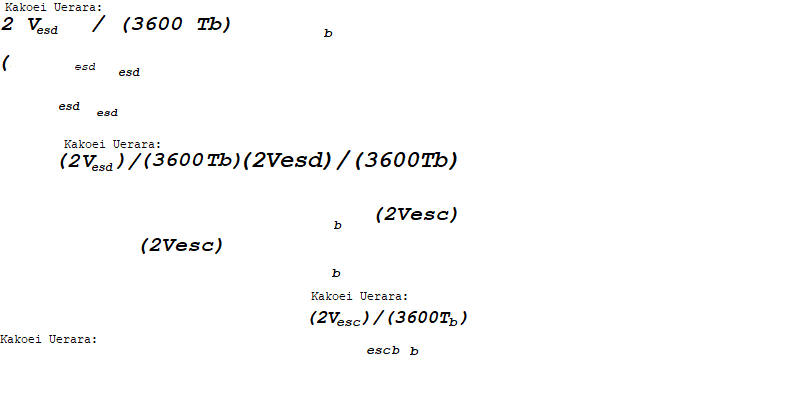 Kakoei Uerara:
2 Vesd / (3600 Tb)
b
( esd esd
esd esd
Kakoei Uerara:
(2Vesd)/(3600Tb)(2Vesd)/(3600Tb)
(2Vesc)
b
(2Vesc)
b
Kakoei Uerara:
(2Vesc)/(3600Tb)
Kakoei Uerara:
escb b